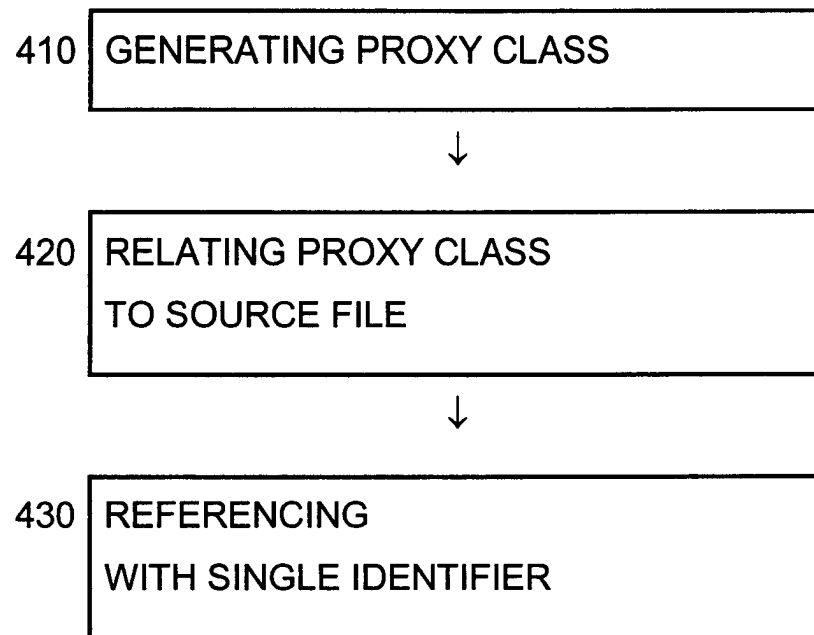 410 GENERATING PROXY CLASS
↓
420 RELATING PROXY CLASS
TO SOURCE FILE
↓
430 REFERENCING
WITH SINGLE IDENTIFIER